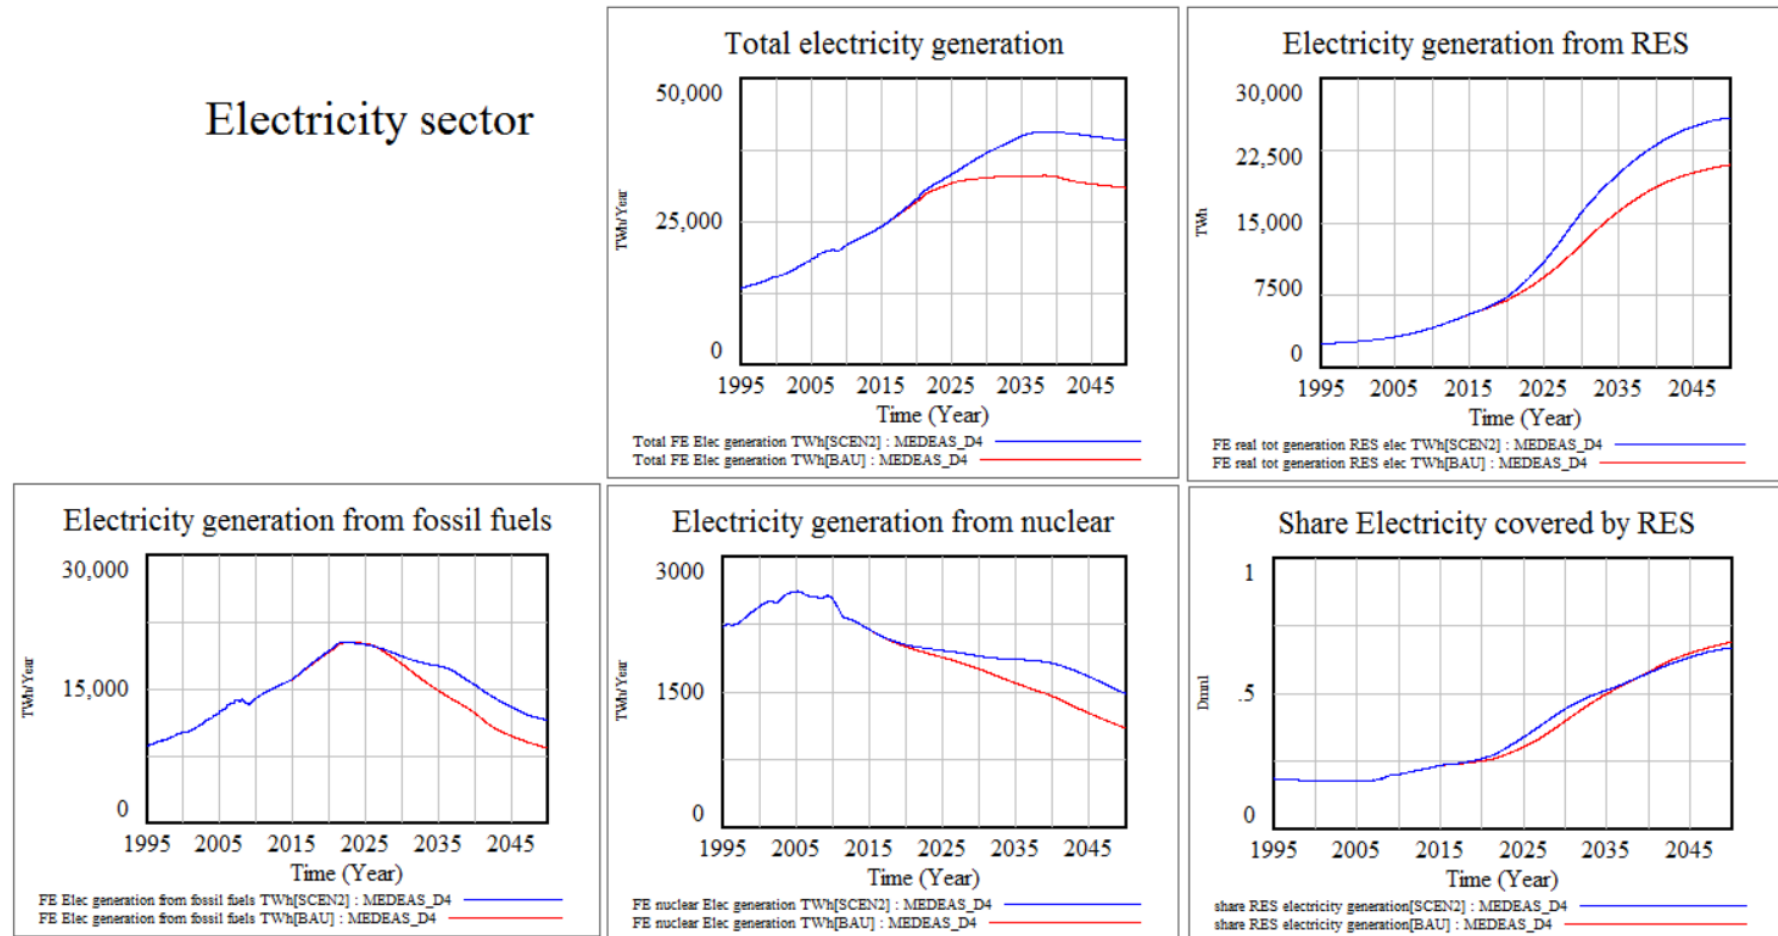 Electricity sector
Total electricity generation
50,000
25,000
0
TWh/Year
1995 2005 2015 2025 2035 2045
Time (Year)
Total FE Elec generation TWh[SCEN2] : MEDEAS_D4
Total FE Elec generation TWh[BAU] : MEDEAS_D4
Electricity generation from RES
30,000
22,500
15,000
7500
0
TWh
1995 2005 2015 2025 2035 2045
Time (Year)
FE real tot generation RES elec TWh[SCEN2] : MEDEAS_D4
FE real tot generation RES elec TWh[BAU] : MEDEAS_D4
Electricity generation from fossil fuels
30,000
15,000
0
TWh/Year
1995 2005 2015 2025 2035 2045
Time (Year)
FE Elec generation from fossil fuels TWh[SCEN2] : MEDEAS_D4
FE Elec generation from fossil fuels TWh[BAU] : MEDEAS_D4
Electricity generation from nuclear
3000
1500
0
TWh/Year
1995 2005 2015 2025 2035 2045
Time (Year)
FE nuclear Elec generation TWh[SCEN2] : MEDEAS_D4
FE nuclear Elec generation TWh[BAU] : MEDEAS_D4
Share Electricity covered by RES
1
.5
0
Dmnl
1995 2005 2015 2025 2035 2045
Time (Year)
share RES electricity generation[SCEN2] : MEDEAS_D4
share RES electricity generation[BAU] : MEDEAS_D4